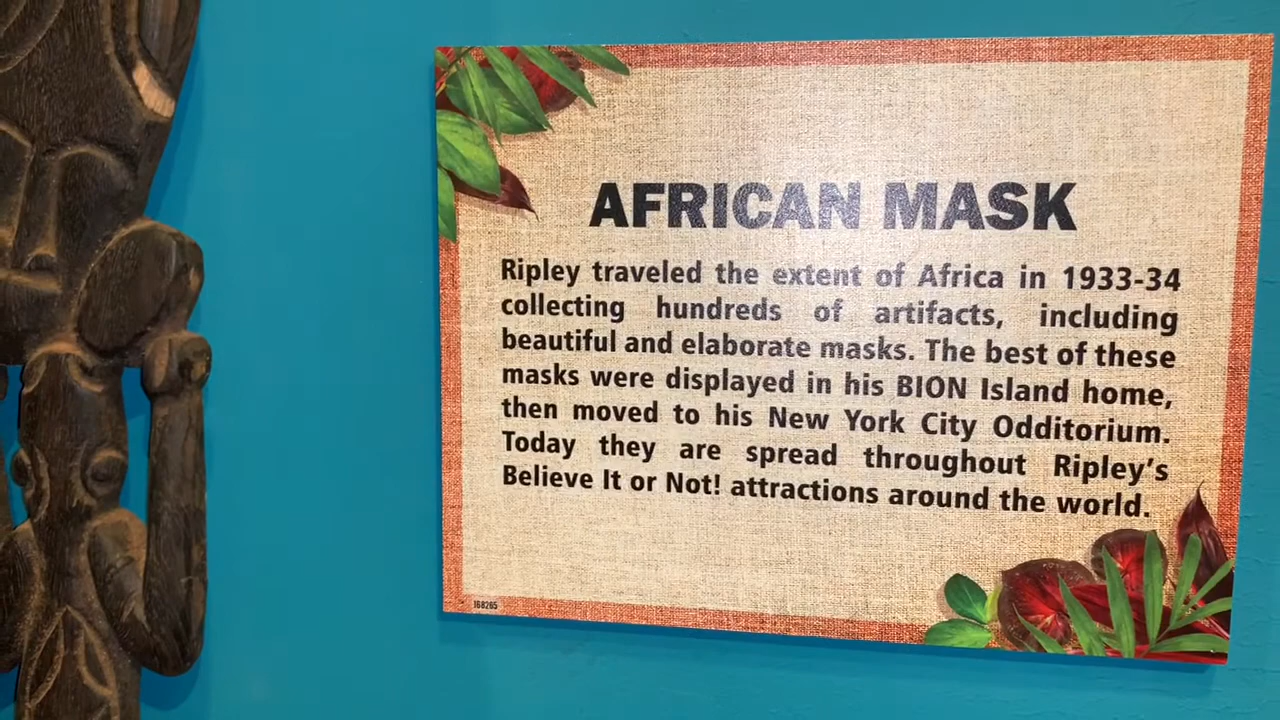 AFRICAN MASK
Ripley traveled the extent of Africa in 1933-34
collecting hundreds of artifacts, including
beautiful and elaborate masks. The best of these
masks were displayed in his BION Island home,
then moved to his New York City Odditorium.
Today they are spread throughout Ripley's
Believe It or Not! attractions around the world.
168265